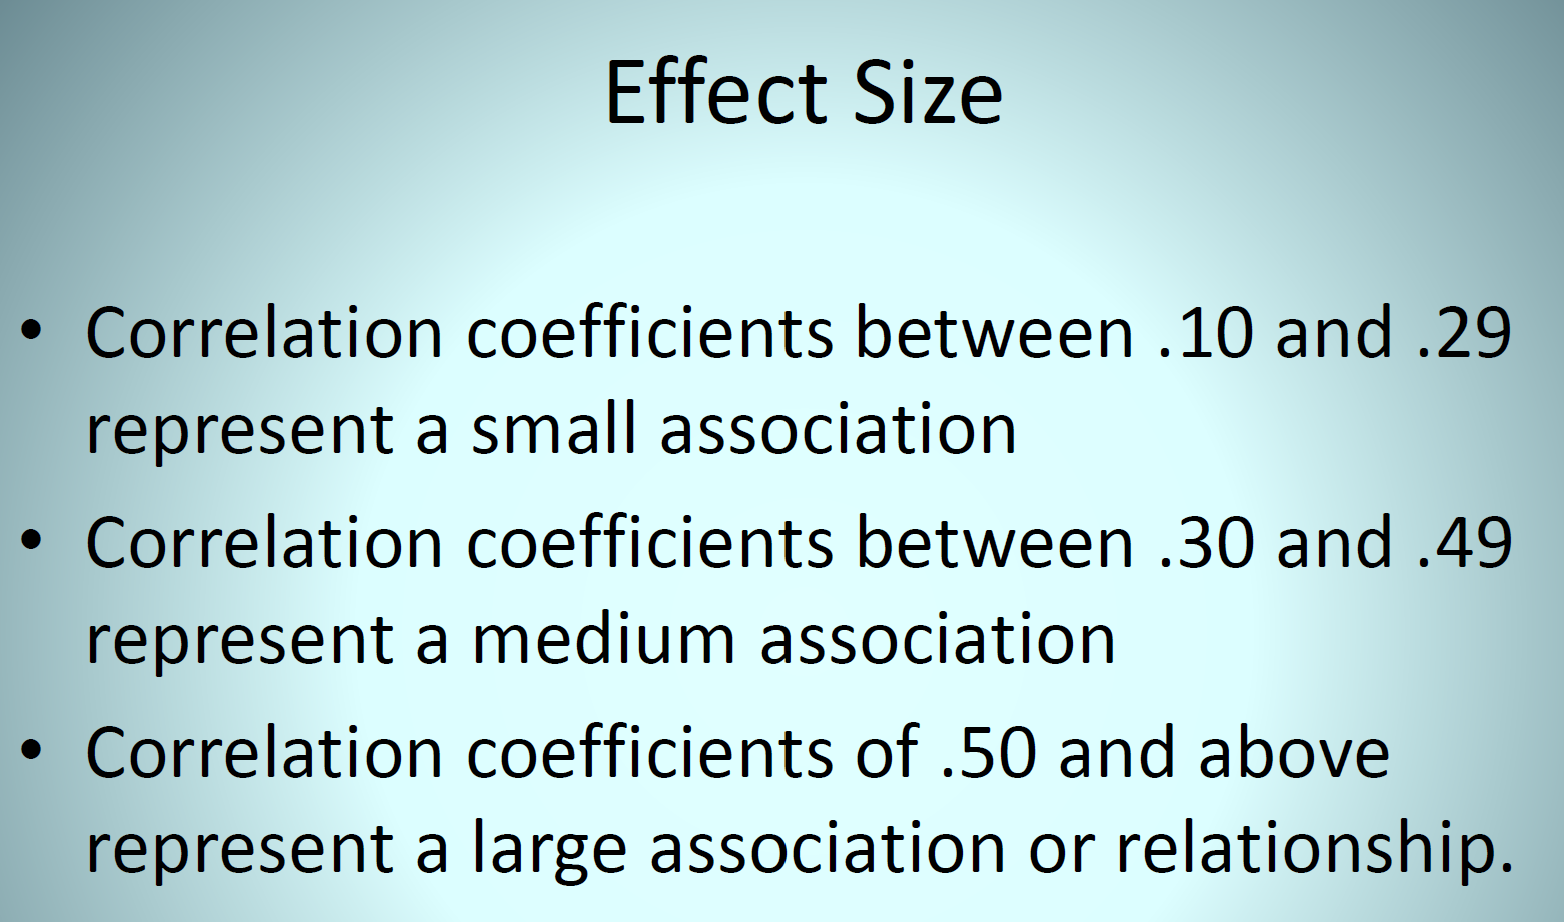 Effect Size
• Correlation coefficients between .10 and .29
represent a small association
• Correlation coefficients between .30 and .49
represent a medium association
• Correlation coefficients of .50 and above
represent a large association or relationship.